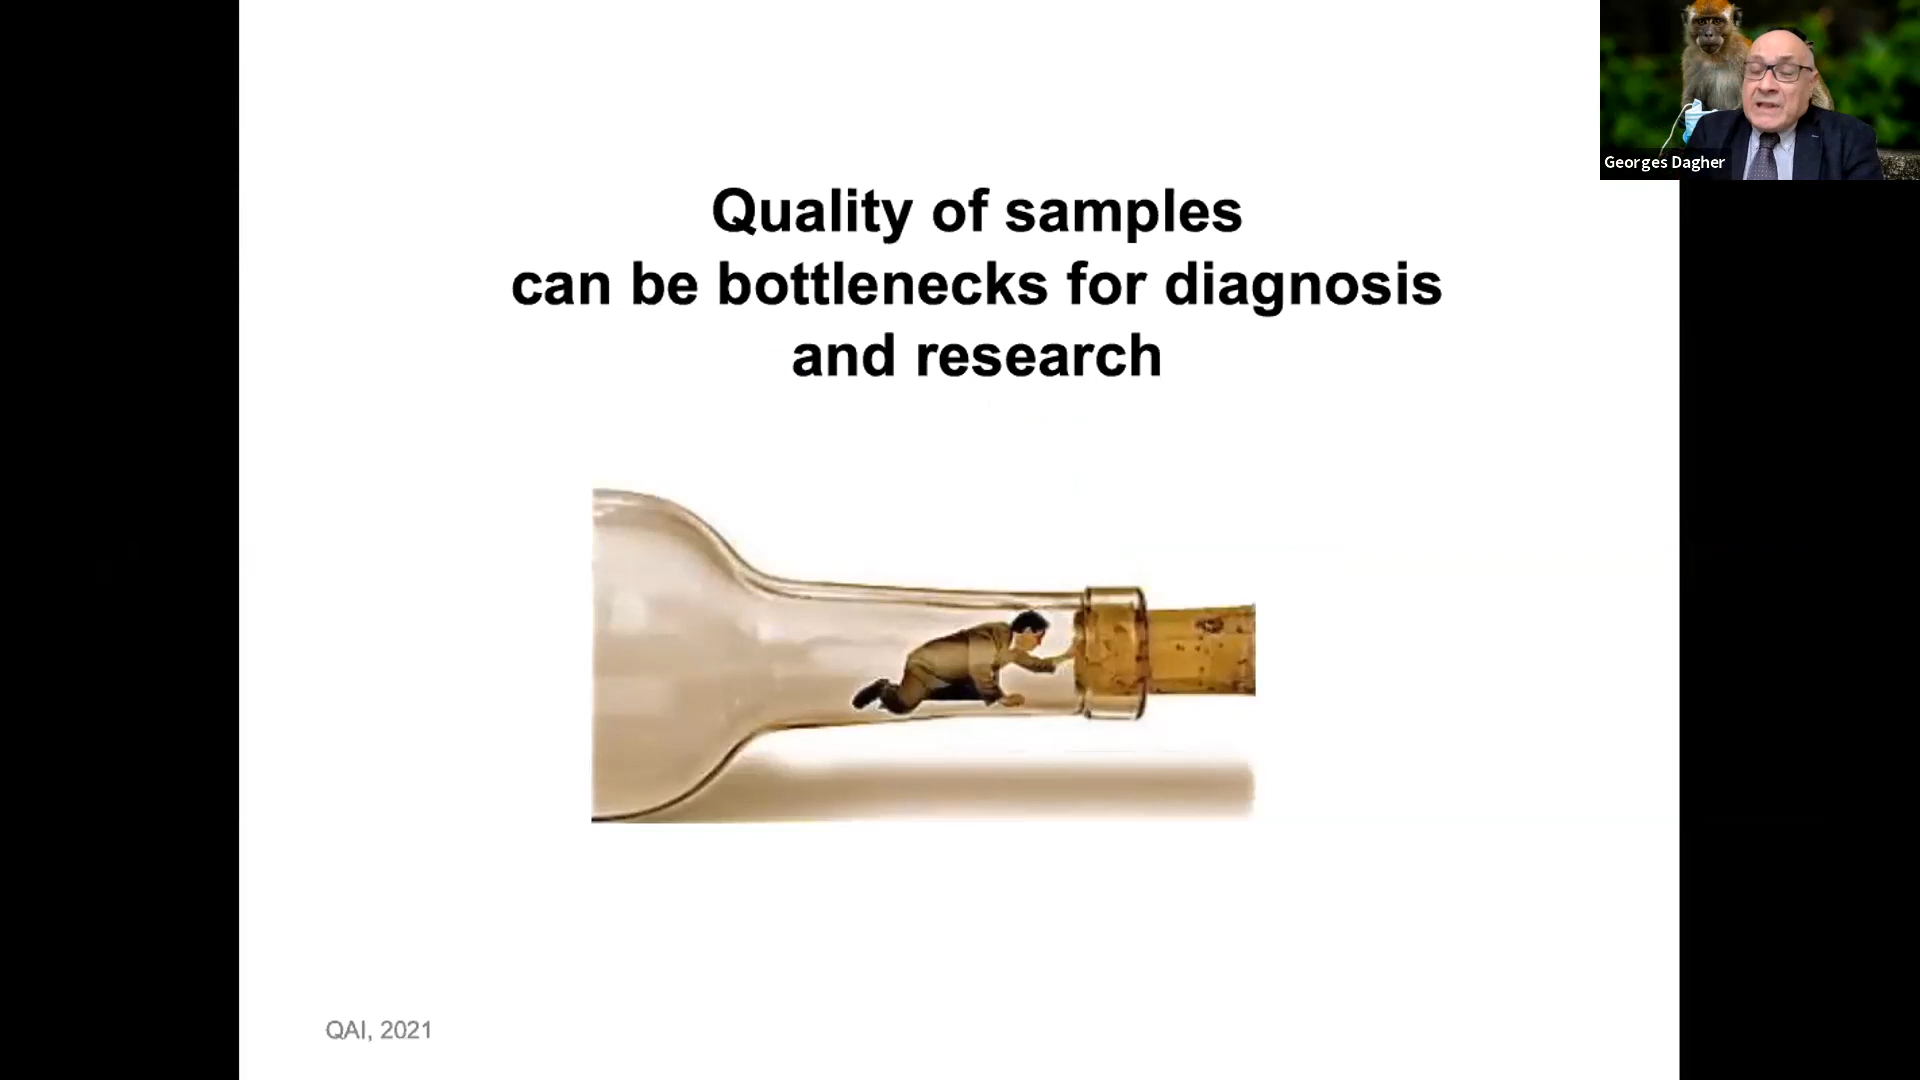 Quality of samples
can be bottlenecks for diagnosis
and research
Georges Dagher
QAI, 2021